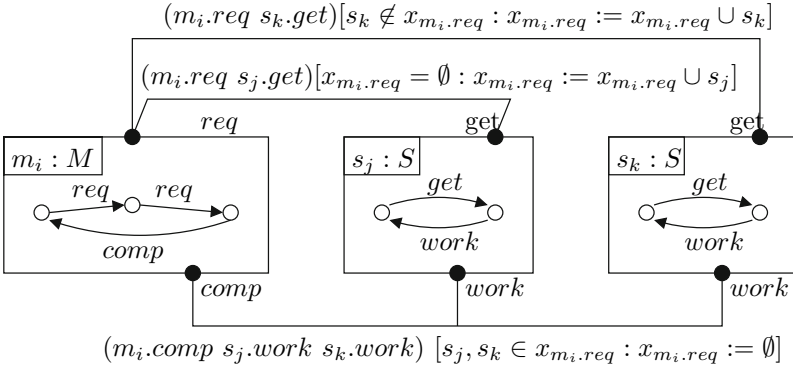 (m_i.req s_k.get)[s_k ∉ x_{m_i.req} : x_{m_i.req} := x_{m_i.req} ∪ s_k]
(m_i.req s_j.get)[x_{m_i.req} = ∅ : x_{m_i.req} := x_{m_i.req} ∪ s_j]
req get get
m_i : M s_j : S s_k : S
req req get get
comp work work
comp work work
(m_i.comp s_j.work s_k.work) [s_j, s_k ∈ x_{m_i.req} : x_{m_i.req} := ∅]